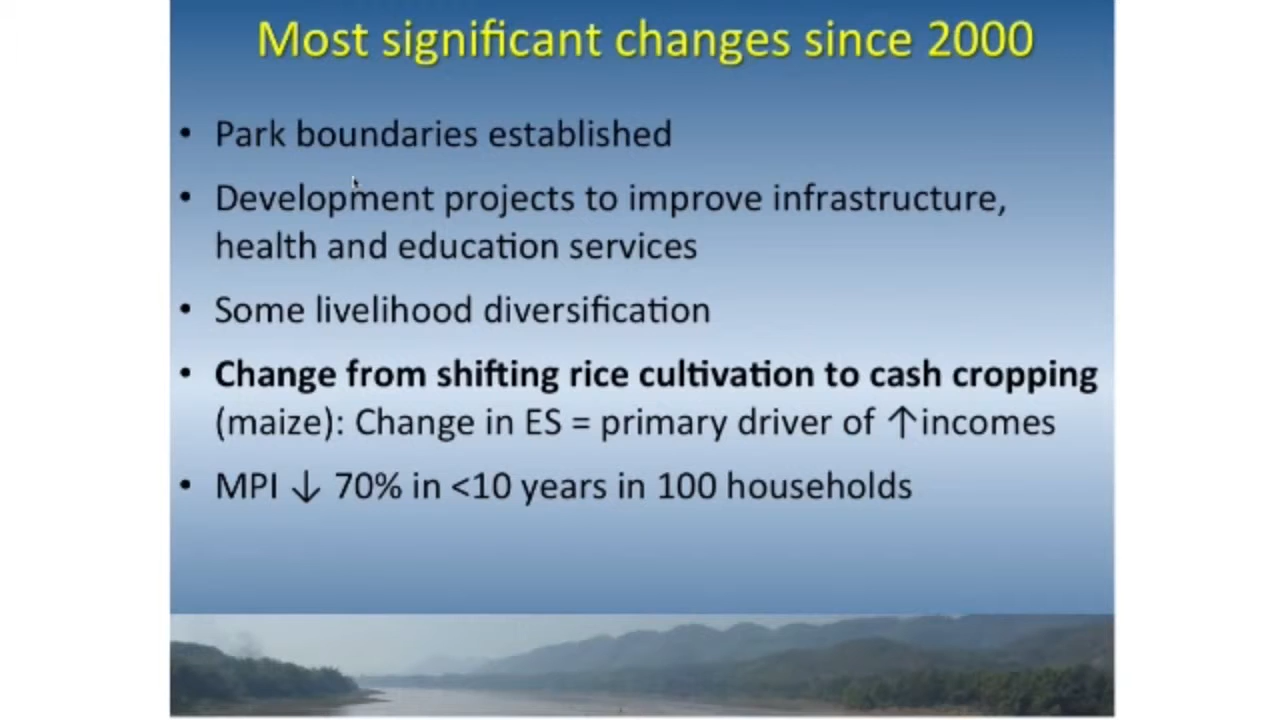 Most significant changes since 2000
• Park boundaries established
• Development projects to improve infrastructure,
health and education services
• Some livelihood diversification
• Change from shifting rice cultivation to cash cropping
(maize): Change in ES = primary driver of ↑incomes
• MPI ↓ 70% in <10 years in 100 households